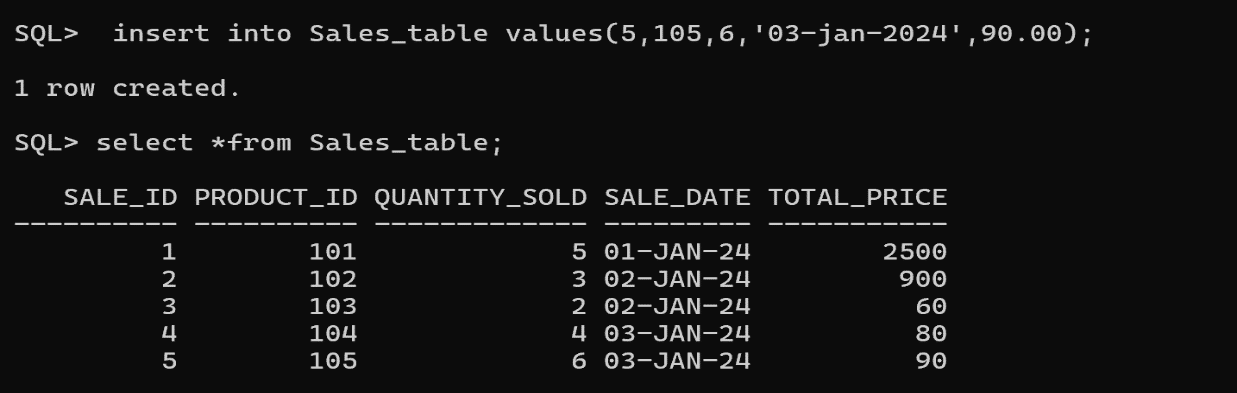 SQL>  insert into Sales_table values(5,105,6,'03-jan-2024',90.00);
1 row created.
SQL> select *from Sales_table;
   SALE_ID PRODUCT_ID QUANTITY_SOLD SALE_DATE TOTAL_PRICE
---------- ---------- ------------- --------- -----------
         1        101             5 01-JAN-24        2500
         2        102             3 02-JAN-24         900
         3        103             2 02-JAN-24          60
         4        104             4 03-JAN-24          80
         5        105             6 03-JAN-24          90